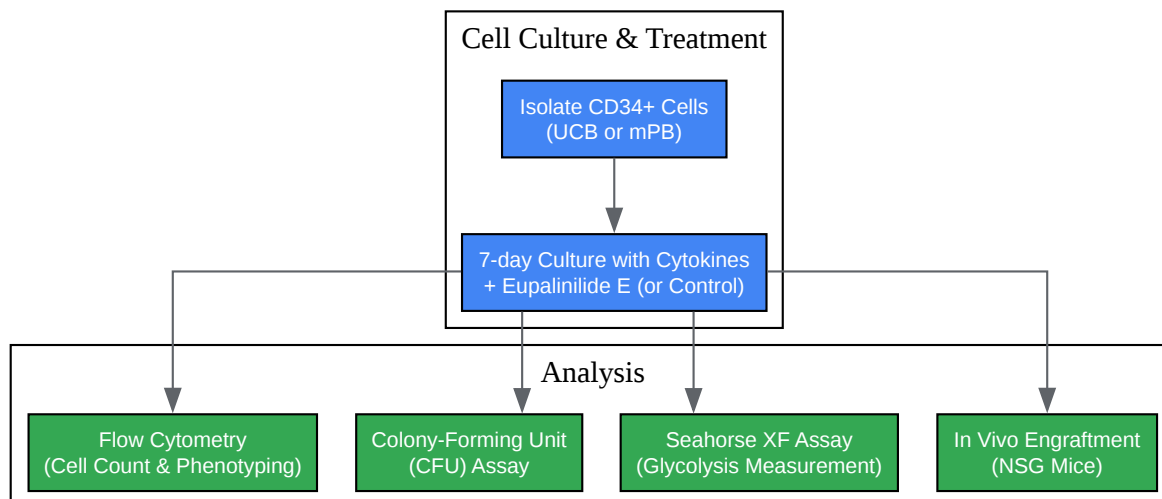 Cell Culture & Treatment
Isolate CD34+ Cells
(UCB or mPB)
7-day Culture with Cytokines
+ Eupalinilide E (or Control)
Analysis
Flow Cytometry
(Cell Count & Phenotyping)
Colony-Forming Unit
(CFU) Assay
Seahorse XF Assay
(Glycolysis Measurement)
In Vivo Engraftment
(NSG Mice)